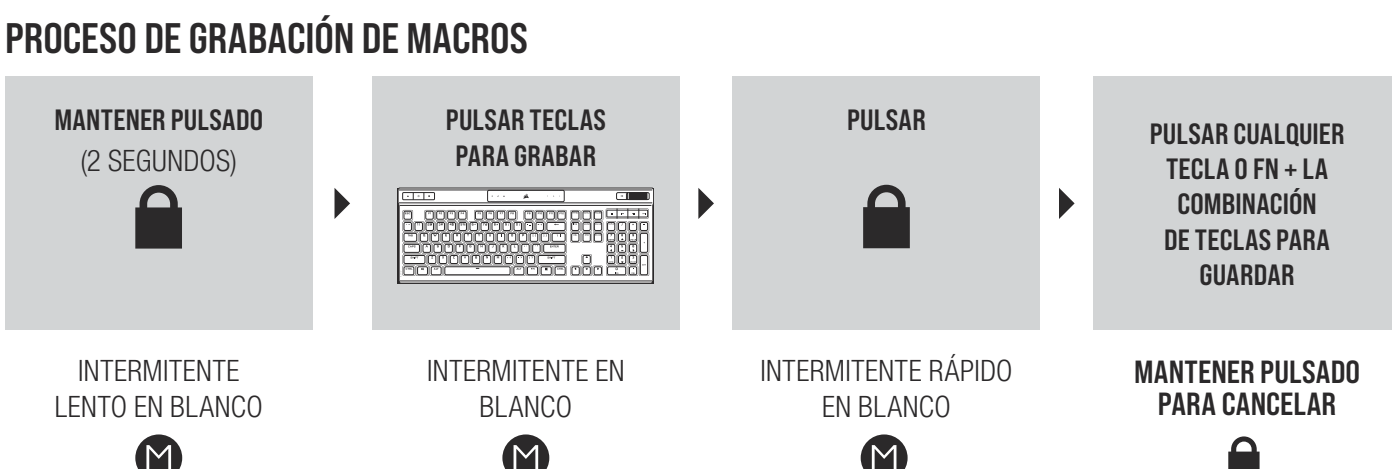 PROCESO DE GRABACIÓN DE MACROS
MANTENER PULSADO
(2 SEGUNDOS)
PULSAR TECLAS
PARA GRABAR
PULSAR
PULSAR CUALQUIER
TECLA O FN + LA
COMBINACIÓN
DE TECLAS PARA
GUARDAR
INTERMITENTE
LENTO EN BLANCO
M
INTERMITENTE EN
BLANCO
M
INTERMITENTE RÁPIDO
EN BLANCO
M
MANTENER PULSADO
PARA CANCELAR